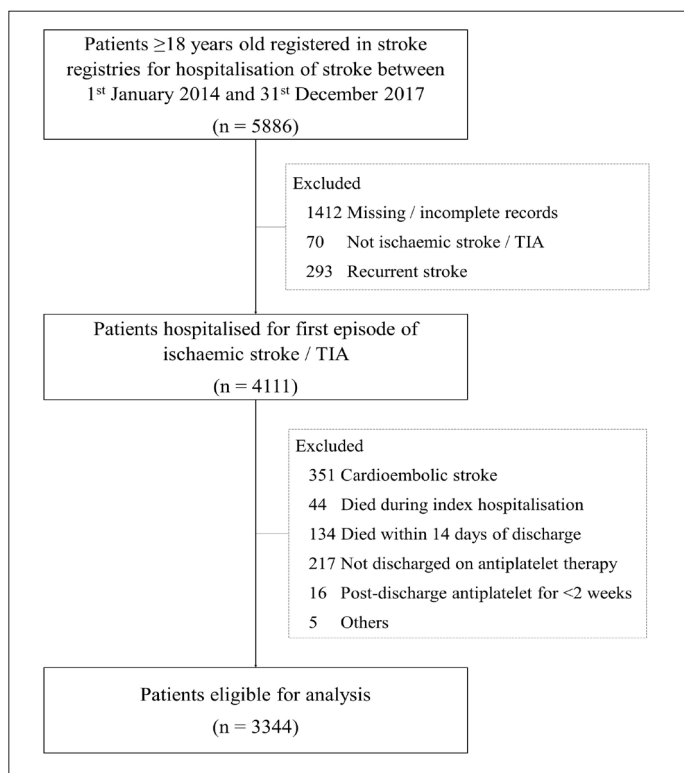 Patients ≥18 years old registered in stroke
registries for hospitalisation of stroke between
1st January 2014 and 31st December 2017
(n = 5886)
Excluded
1412 Missing / incomplete records
70 Not ischaemic stroke / TIA
293 Recurrent stroke
Patients hospitalised for first episode of
ischaemic stroke / TIA
(n = 4111)
Excluded
351 Cardioembolic stroke
44 Died during index hospitalisation
134 Died within 14 days of discharge
217 Not discharged on antiplatelet therapy
16 Post-discharge antiplatelet for <2 weeks
5 Others
Patients eligible for analysis
(n = 3344)